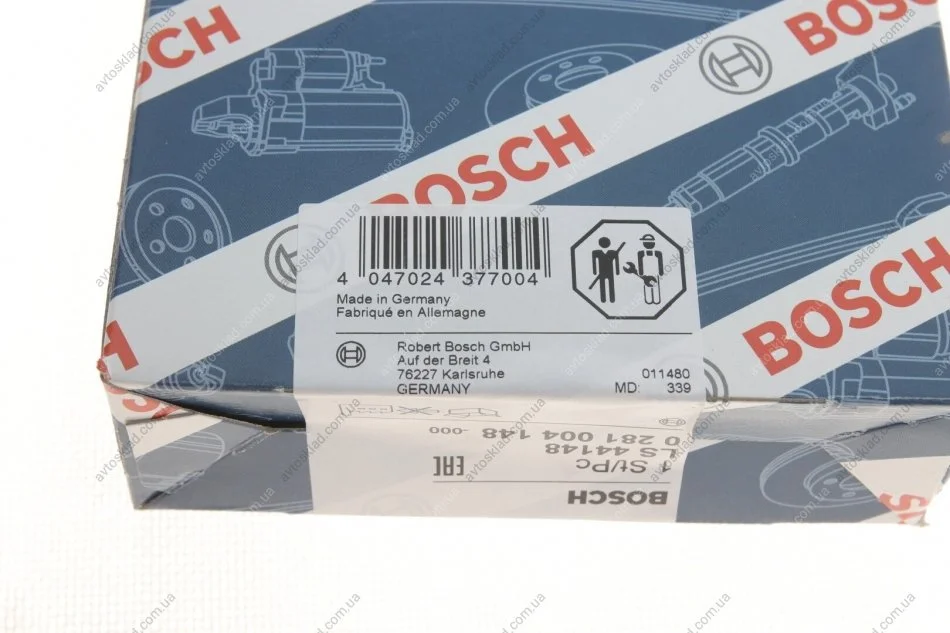 BOSCH
BOSCH
BOSCH
BOSCH
4 047024 377004
Made in Germany
Fabriqué en Allemagne
Robert Bosch GmbH
Auf der Breit 4
76227 Karlsruhe
GERMANY
011480
MD: 339
0 281 004 148 -000
LS 44148
1 St/Pc
EAC
BOSCH
avtosklad.com.ua